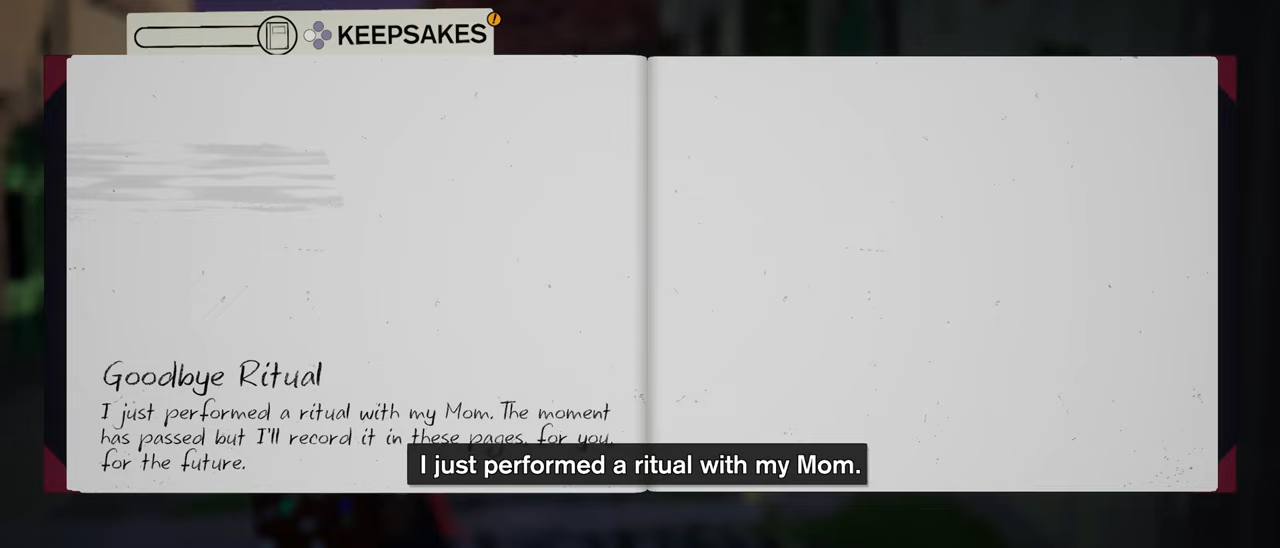 KEEPSAKES
Goodbye Ritual
I just performed a ritual with my Mom. The moment
has passed but I'll record it in these pages, for you,
for the future.
I just performed a ritual with my Mom.